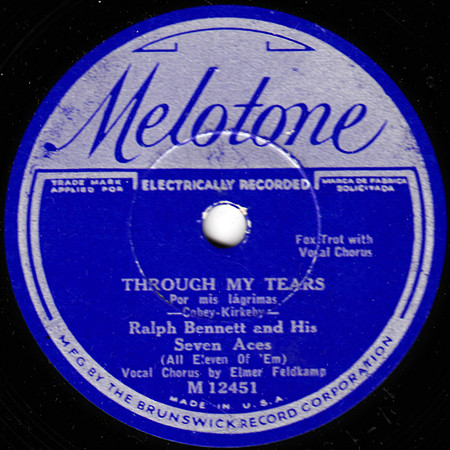 Melotone
TRADE MARK-
APPLIED FOR
ELECTRICALLY RECORDED
MARCA DE FABRICA
SOLICITADA
Fox Trot with
Vocal Chorus
THROUGH MY TEARS
Por mis lágrimas
—Cobey-Kirkeby—
Ralph Bennett and His
Seven Aces
(All Eleven Of 'Em)
Vocal Chorus by Elmer Feldkamp
M 12451
MADE IN U.S.A.
MFG BY THE BRUNSWICK RECORD CORPORATION